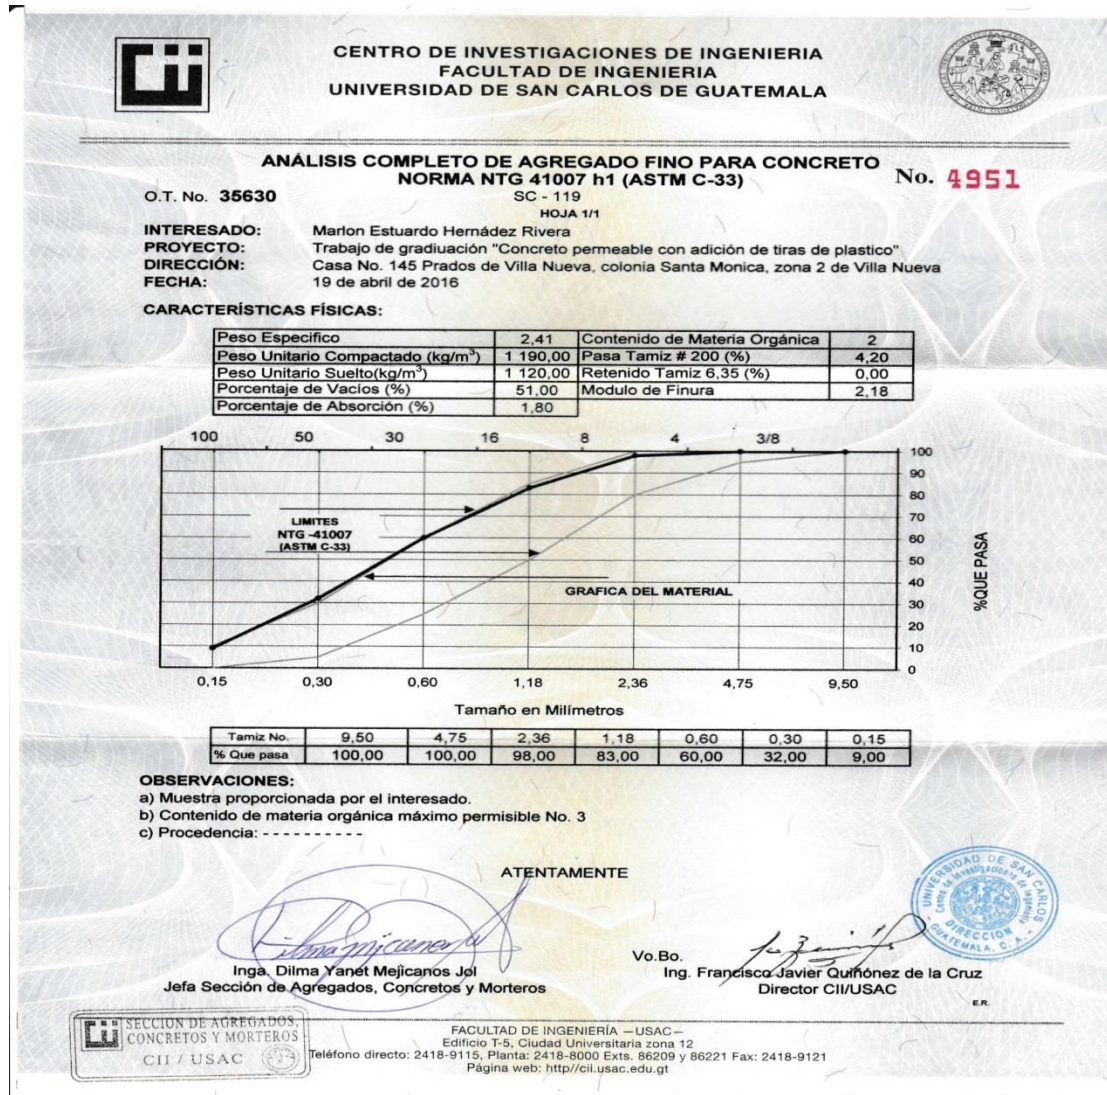 CENTRO DE INVESTIGACIONES DE INGENIERIA
FACULTAD DE INGENIERIA
UNIVERSIDAD DE SAN CARLOS DE GUATEMALA
ANÁLISIS COMPLETO DE AGREGADO FINO PARA CONCRETO
NORMA NTG 41007 h1 (ASTM C-33)
No. 4951
O.T. No. 35630
SC - 119
HOJA 1/1
INTERESADO: Marlon Estuardo Hernádez Rivera
PROYECTO: Trabajo de gradiuación "Concreto permeable con adición de tiras de plastico"
DIRECCIÓN: Casa No. 145 Prados de Villa Nueva, colonia Santa Monica, zona 2 de Villa Nueva
FECHA: 19 de abril de 2016
CARACTERÍSTICAS FÍSICAS:
Peso Especifico 2,41 Contenido de Materia Orgánica 2
Peso Unitario Compactado (kg/m³) 1 190,00 Pasa Tamiz # 200 (%) 4,20
Peso Unitario Suelto(kg/m³) 1 120,00 Retenido Tamiz 6,35 (%) 0,00
Porcentaje de Vacíos (%) 51,00 Modulo de Finura 2,18
Porcentaje de Absorción (%) 1,80
100 50 30 16 8 4 3/8
100
90
80
70
60
50
40
30
20
10
0
%QUE PASA
LIMITES
NTG -41007
(ASTM C-33)
GRAFICA DEL MATERIAL
0,15 0,30 0,60 1,18 2,36 4,75 9,50
Tamaño en Milímetros
Tamiz No. 9,50 4,75 2,36 1,18 0,60 0,30 0,15
% Que pasa 100,00 100,00 98,00 83,00 60,00 32,00 9,00
OBSERVACIONES:
a) Muestra proporcionada por el interesado.
b) Contenido de materia orgánica máximo permisible No. 3
c) Procedencia: - - - - - - - - - -
ATENTAMENTE
Inga. Dilma Yanet Mejicanos Jol
Jefa Sección de Agregados, Concretos y Morteros
Vo.Bo.
Ing. Francisco Javier Quiñónez de la Cruz
Director CII/USAC
E.R.
UNIVERSIDAD DE SAN CARLOS
Centro de Investigaciones de Ingeniería
DIRECCION
GUATEMALA, C. A.
SECCION DE AGREGADOS,
CONCRETOS Y MORTEROS
CII / USAC
FACULTAD DE INGENIERÍA —USAC—
Edificio T-5, Ciudad Universitaria zona 12
Teléfono directo: 2418-9115, Planta: 2418-8000 Exts. 86209 y 86221 Fax: 2418-9121
Página web: http//cii.usac.edu.gt